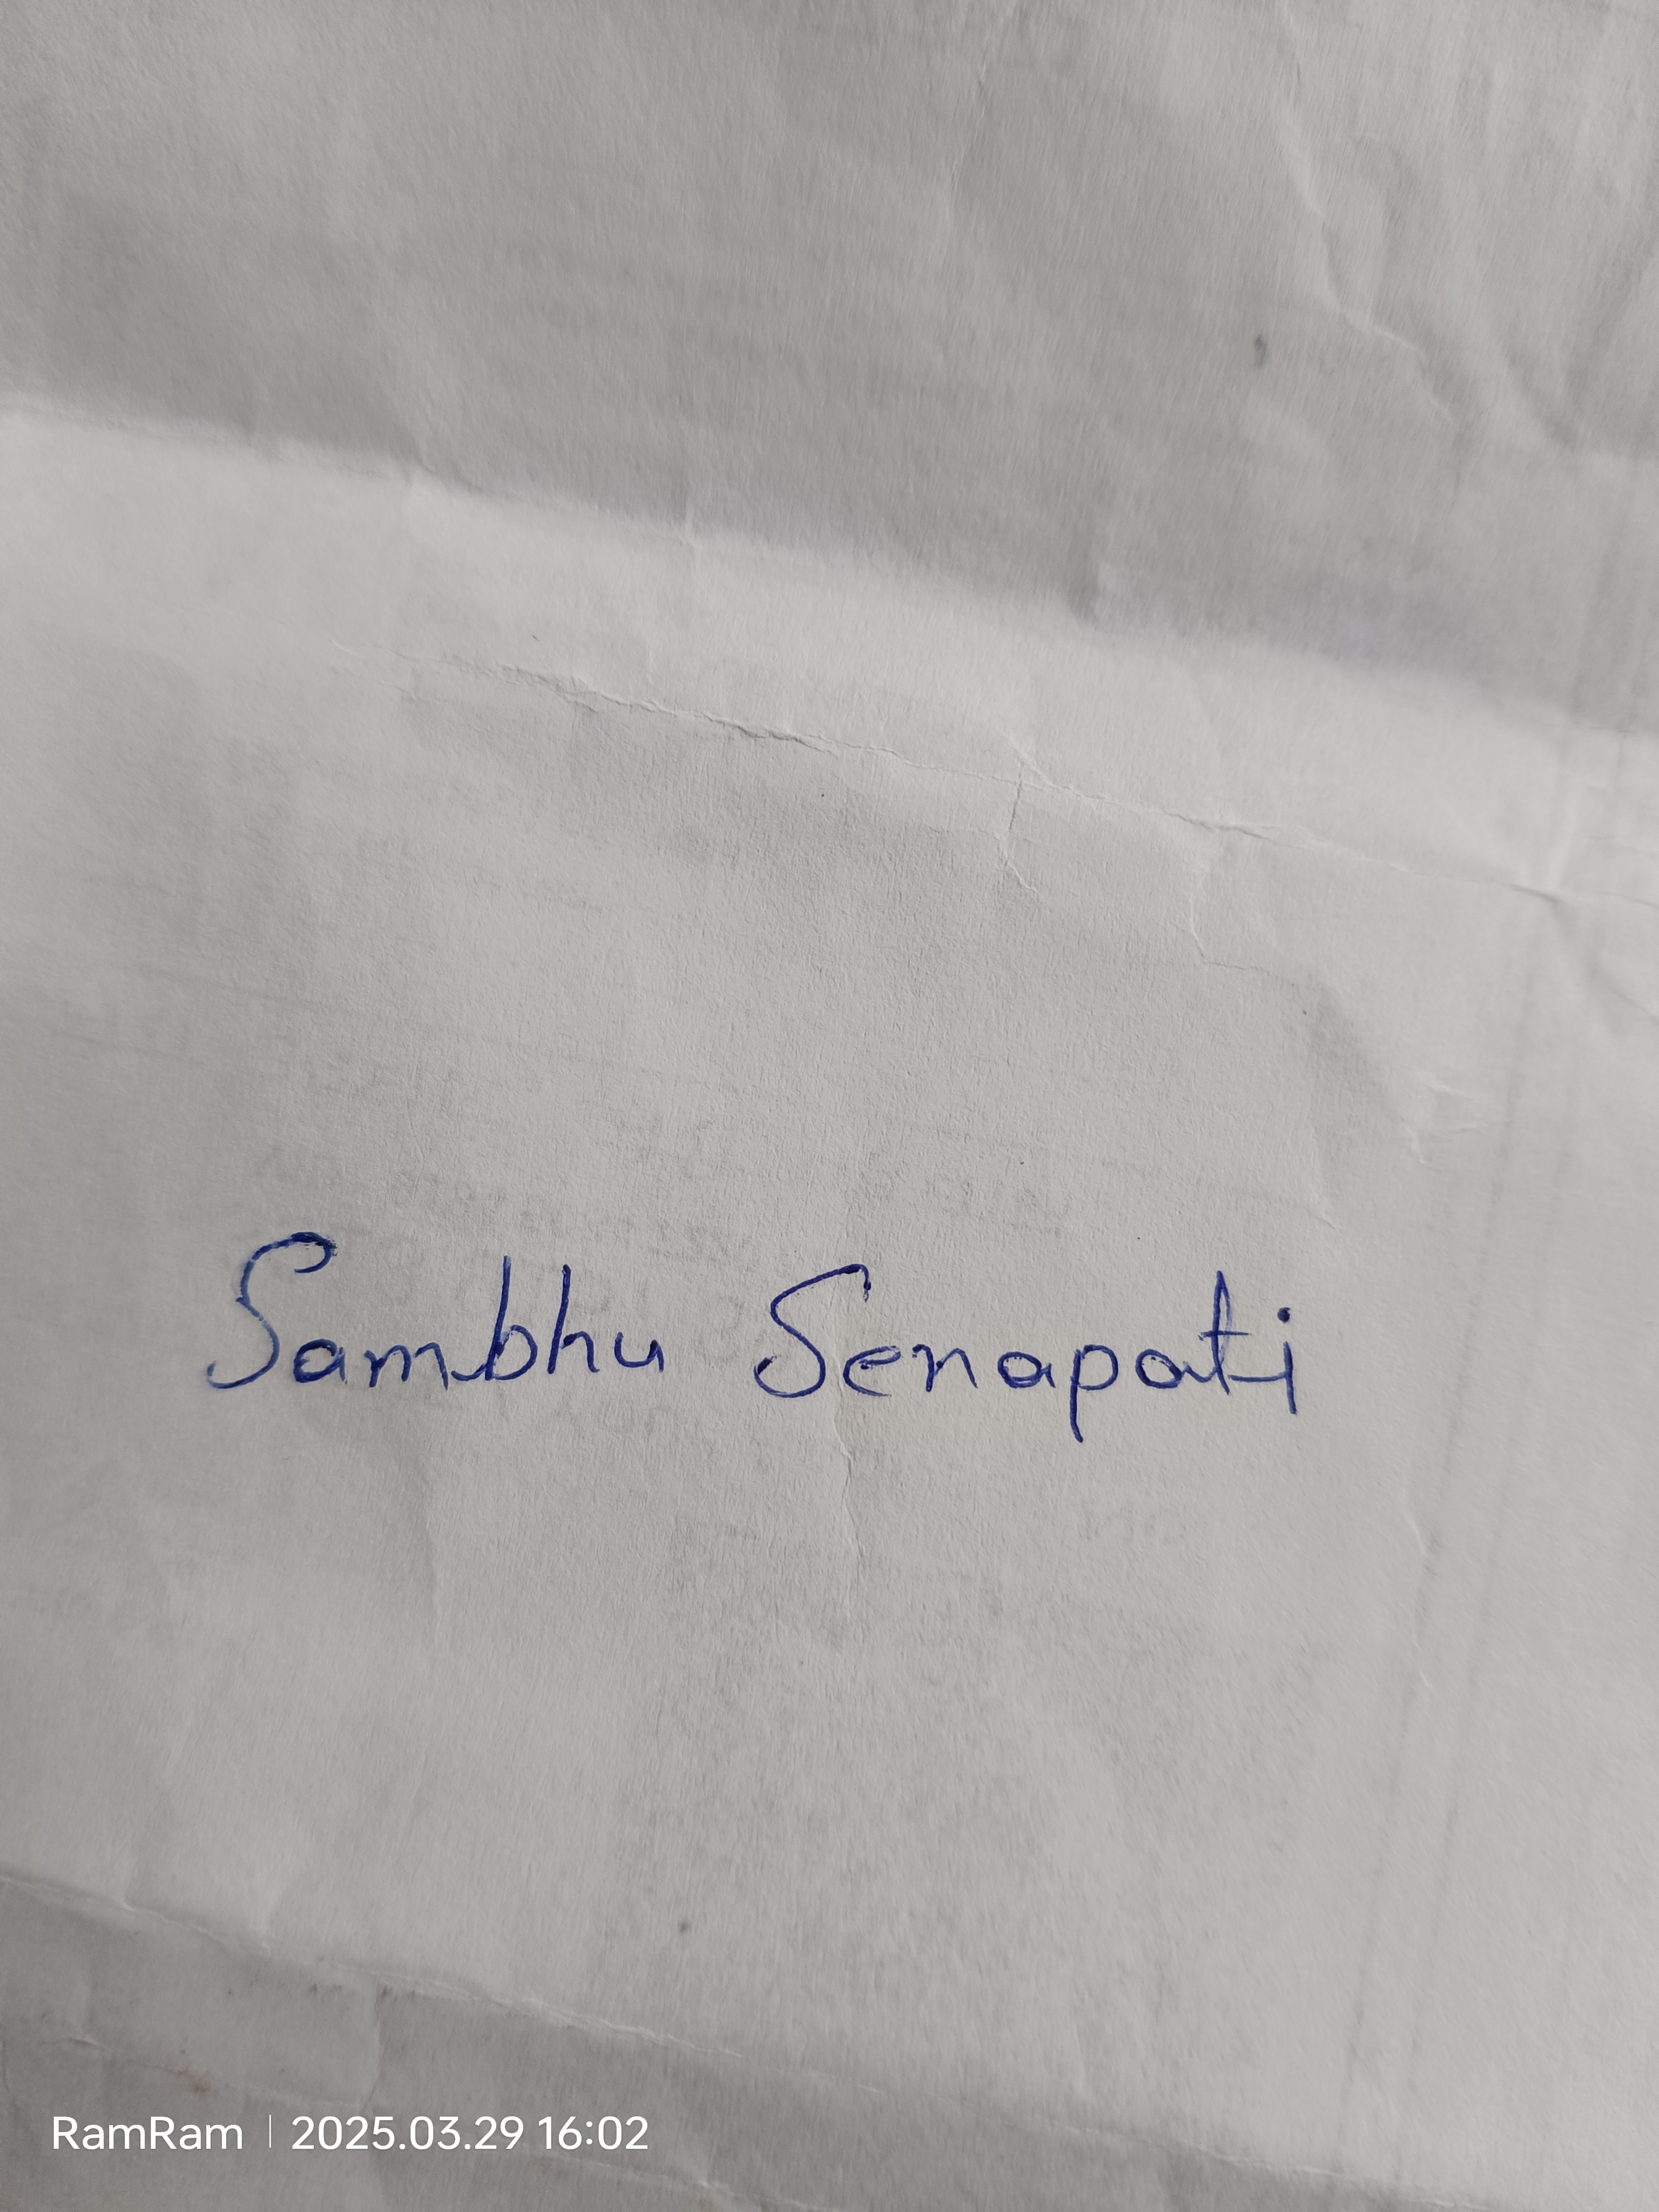 Sambhu Senapati
RamRam | 2025.03.29 16:02